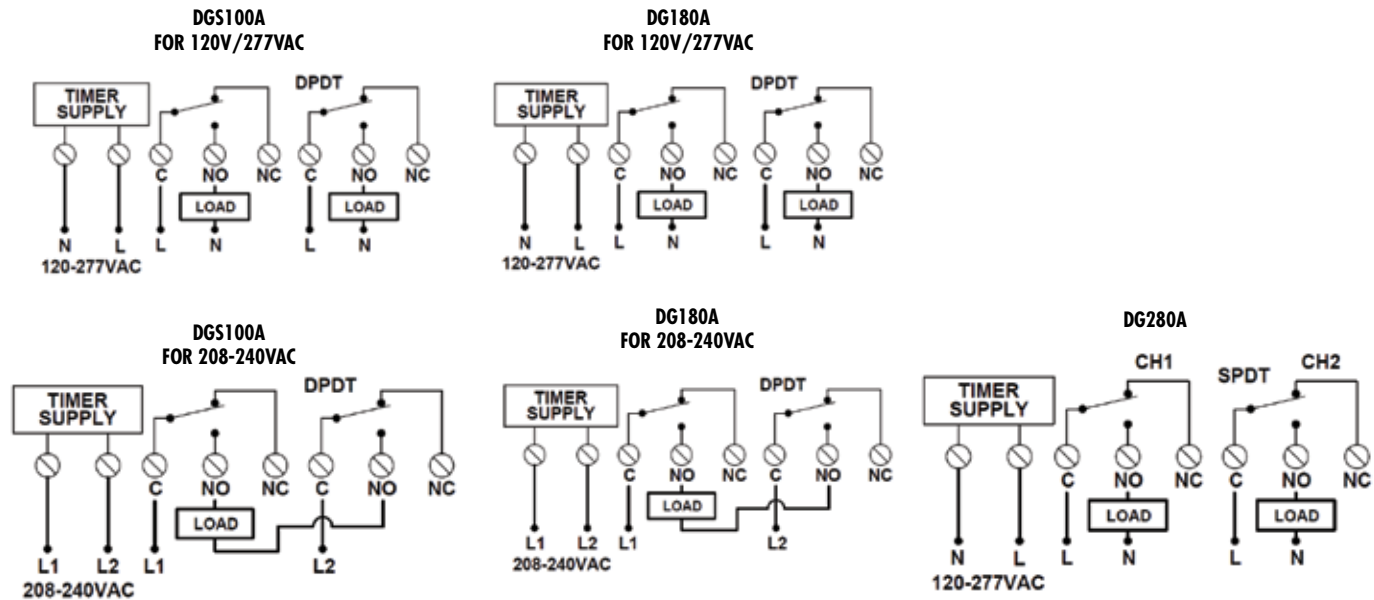 DGS100A
FOR 120V/277VAC
TIMER
SUPPLY
DPDT
C NO NC C NO NC
LOAD LOAD
N L L N L N
120-277VAC
DG180A
FOR 120V/277VAC
TIMER
SUPPLY
DPDT
C NO NC C NO NC
LOAD LOAD
N L L N L N
120-277VAC
DGS100A
FOR 208-240VAC
TIMER
SUPPLY
DPDT
C NO NC C NO NC
LOAD
L1 L2 L1 L2
208-240VAC
DG180A
FOR 208-240VAC
TIMER
SUPPLY
DPDT
C NO NC C NO NC
LOAD
L1 L2 L1 L2
208-240VAC
DG280A
CH1 SPDT CH2
TIMER
SUPPLY
C NO NC C NO NC
LOAD LOAD
N L L N L N
120-277VAC